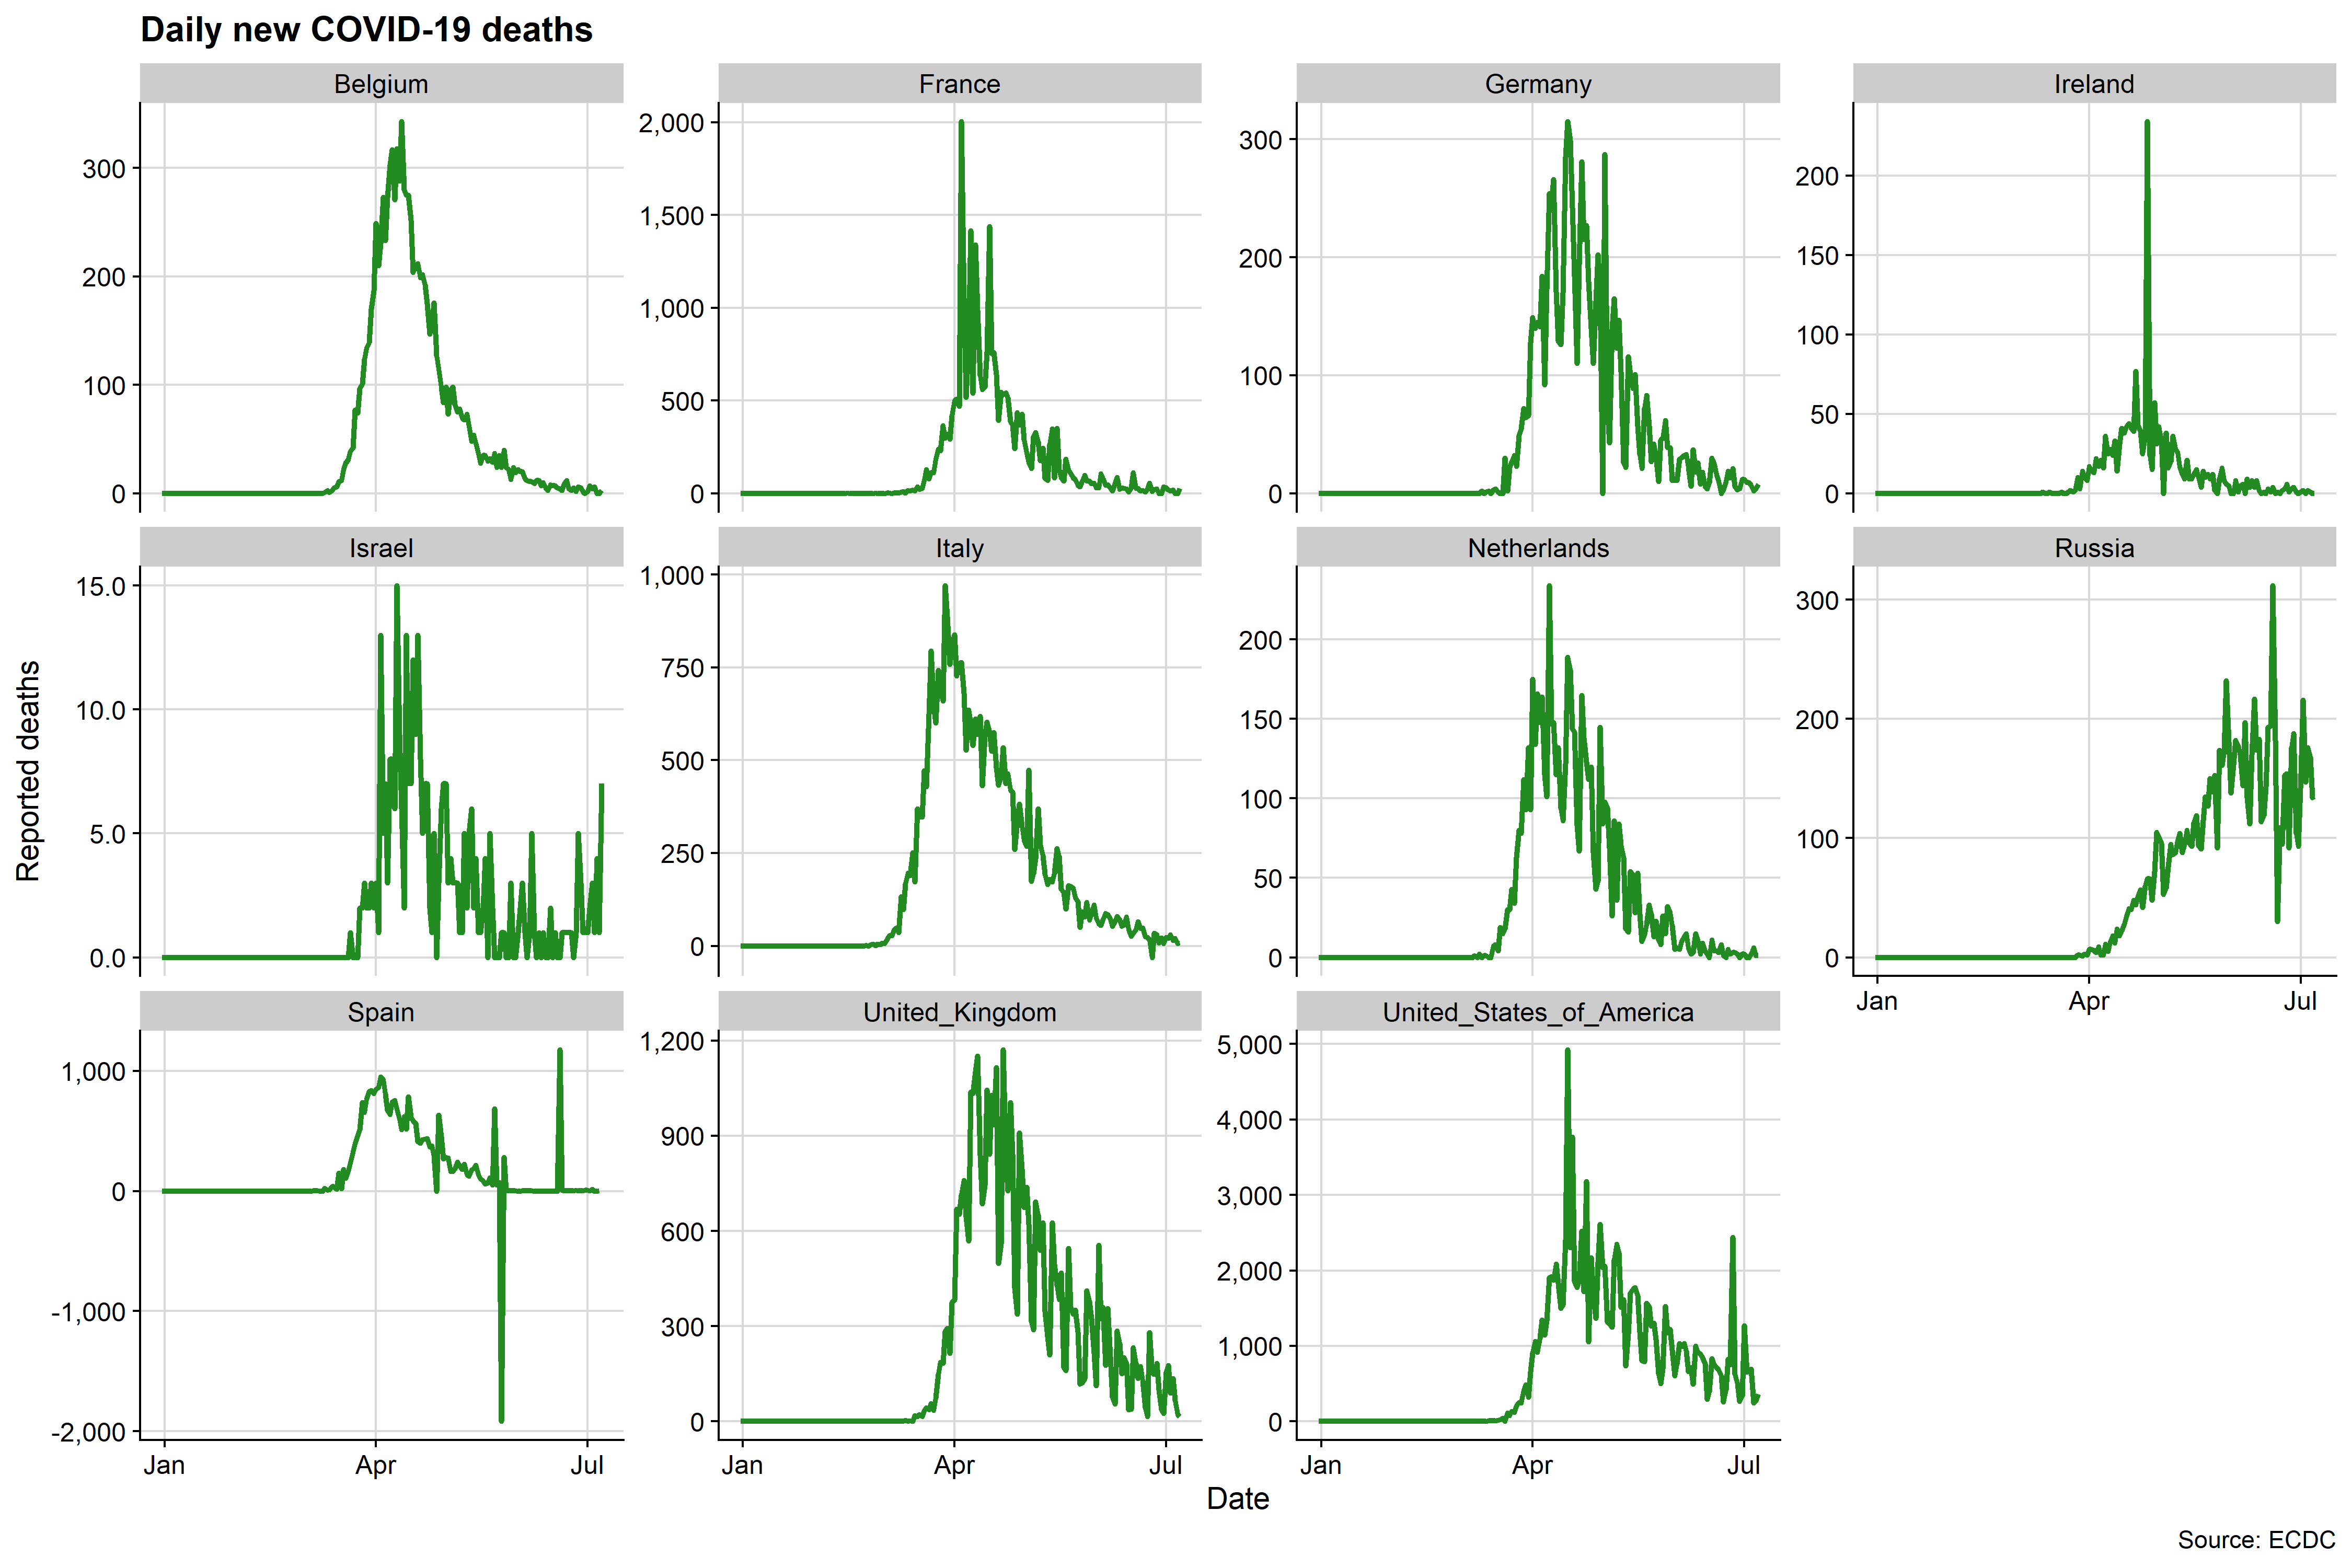 Daily new COVID-19 deaths
Belgium
France
Germany
Ireland
300
200
100
0
2,000
1,500
1,000
500
0
300
200
100
0
200
150
100
50
0
Israel
Italy
Netherlands
Russia
15.0
10.0
5.0
0.0
1,000
750
500
250
0
200
150
100
50
0
300
200
100
0
Jan Apr Jul
Reported deaths
Spain
United_Kingdom
United_States_of_America
1,000
0
-1,000
-2,000
1,200
900
600
300
0
5,000
4,000
3,000
2,000
1,000
0
Jan Apr Jul
Jan Apr Jul
Jan Apr Jul
Date
Source: ECDC